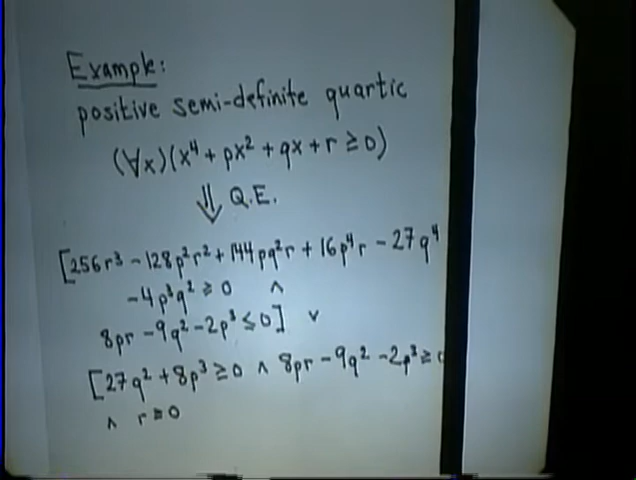 Example:
positive semi-definite quartic
(∀x)(x⁴ + px² + qx + r ≥ 0)
⇓ Q.E.
[256r³ - 128p²r² + 144pq²r + 16p⁴r - 27q⁴
-4p³q² ≥ 0 ∧
8pr - 9q² - 2p³ ≤ 0] ∨
[27q² + 8p³ ≥ 0 ∧ 8pr - 9q² - 2p³ ≥ 0
∧ r ≥ 0